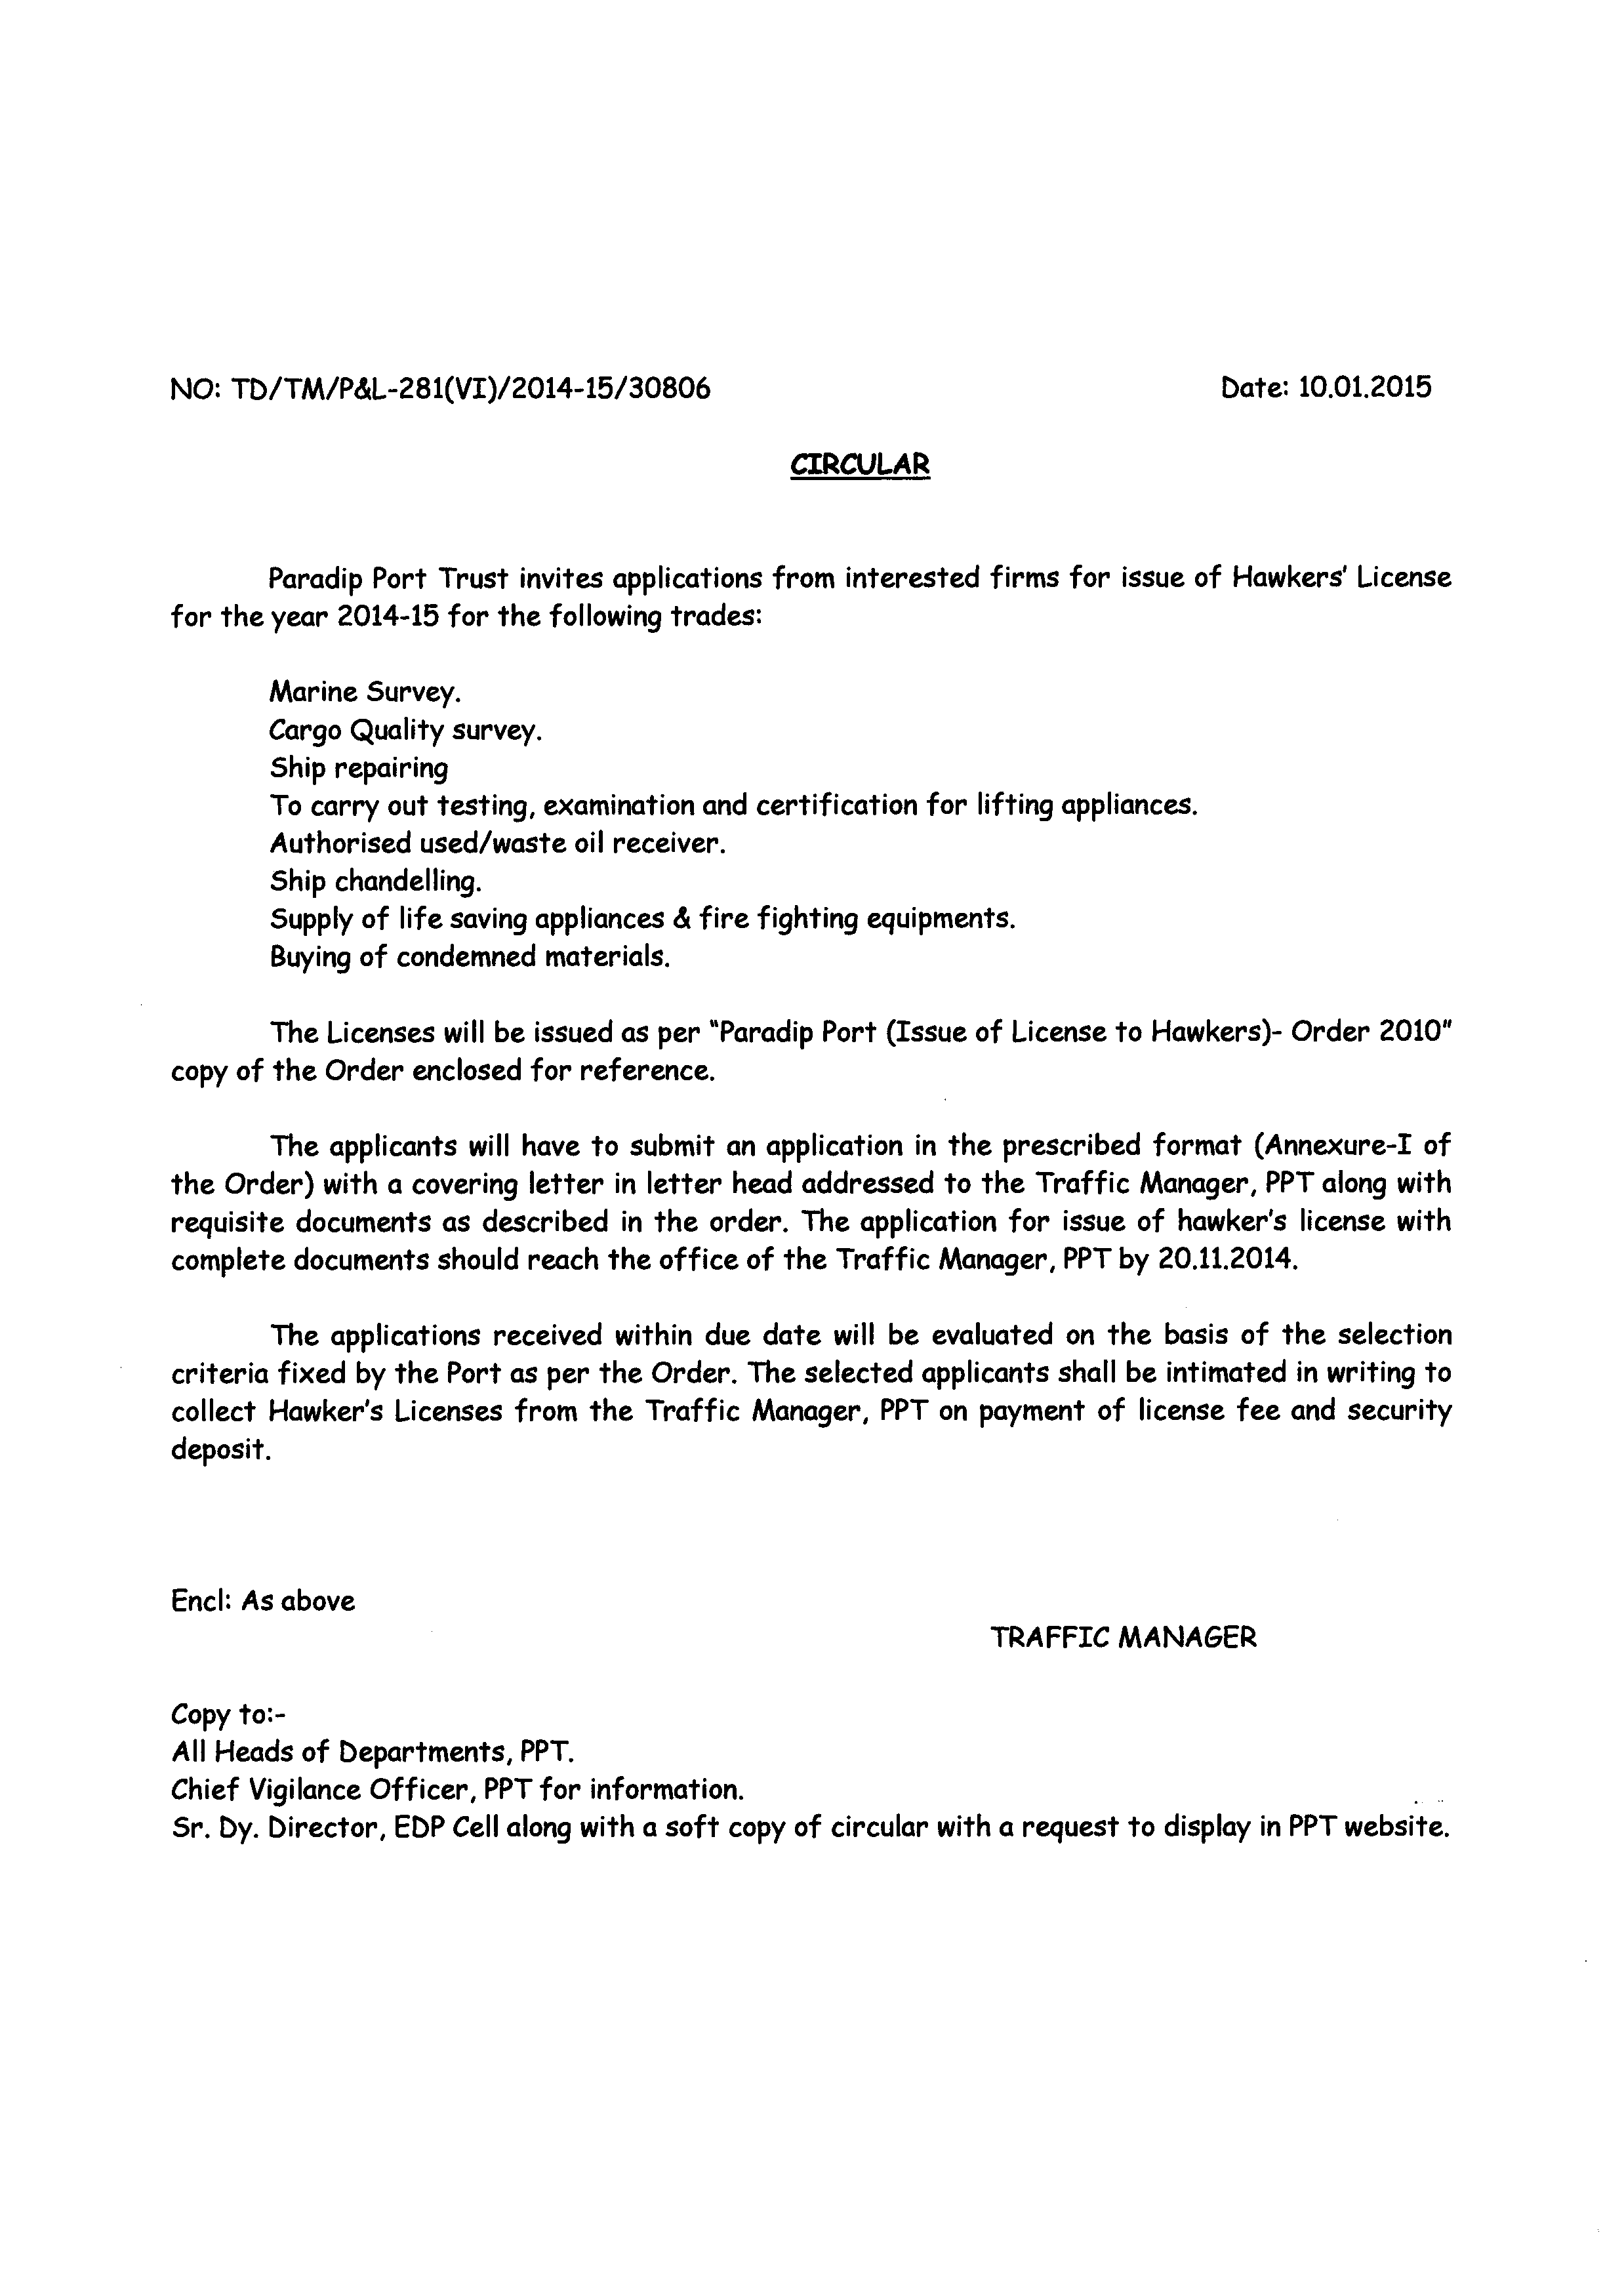 NO: TD/TM/P&L-281(VI)/2014-15/30806 Date: 10.01.2015
CIRCULAR
Paradip Port Trust invites applications from interested firms for issue of Hawkers' License
for the year 2014-15 for the following trades:
Marine Survey.
Cargo Quality survey.
Ship repairing
To carry out testing, examination and certification for lifting appliances.
Authorised used/waste oil receiver.
Ship chandelling.
Supply of life saving appliances & fire fighting equipments.
Buying of condemned materials.
The Licenses will be issued as per "Paradip Port (Issue of License to Hawkers)- Order 2010"
copy of the Order enclosed for reference.
The applicants will have to submit an application in the prescribed format (Annexure-I of
the Order) with a covering letter in letter head addressed to the Traffic Manager, PPT along with
requisite documents as described in the order. The application for issue of hawker's license with
complete documents should reach the office of the Traffic Manager, PPT by 20.11.2014.
The applications received within due date will be evaluated on the basis of the selection
criteria fixed by the Port as per the Order. The selected applicants shall be intimated in writing to
collect Hawker's Licenses from the Traffic Manager, PPT on payment of license fee and security
deposit.
Encl: As above
TRAFFIC MANAGER
Copy to:-
All Heads of Departments, PPT.
Chief Vigilance Officer, PPT for information.
Sr. Dy. Director, EDP Cell along with a soft copy of circular with a request to display in PPT website.